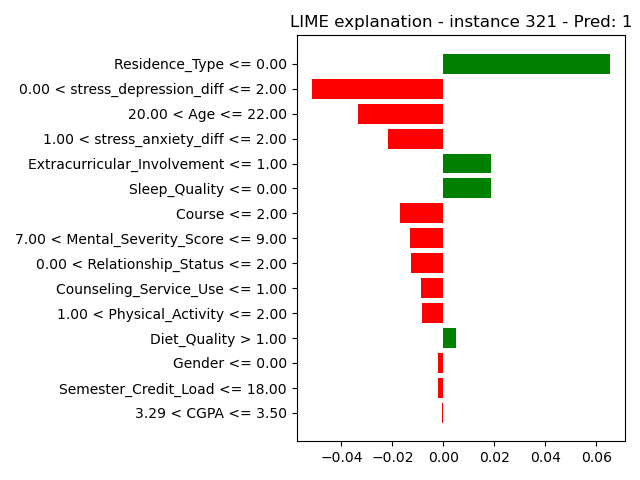 LIME explanation - instance 321 - Pred: 1
Residence_Type <= 0.00
0.00 < stress_depression_diff <= 2.00
20.00 < Age <= 22.00
1.00 < stress_anxiety_diff <= 2.00
Extracurricular_Involvement <= 1.00
Sleep_Quality <= 0.00
Course <= 2.00
7.00 < Mental_Severity_Score <= 9.00
0.00 < Relationship_Status <= 2.00
Counseling_Service_Use <= 1.00
1.00 < Physical_Activity <= 2.00
Diet_Quality > 1.00
Gender <= 0.00
Semester_Credit_Load <= 18.00
3.29 < CGPA <= 3.50
−0.04 −0.02 0.00 0.02 0.04 0.06